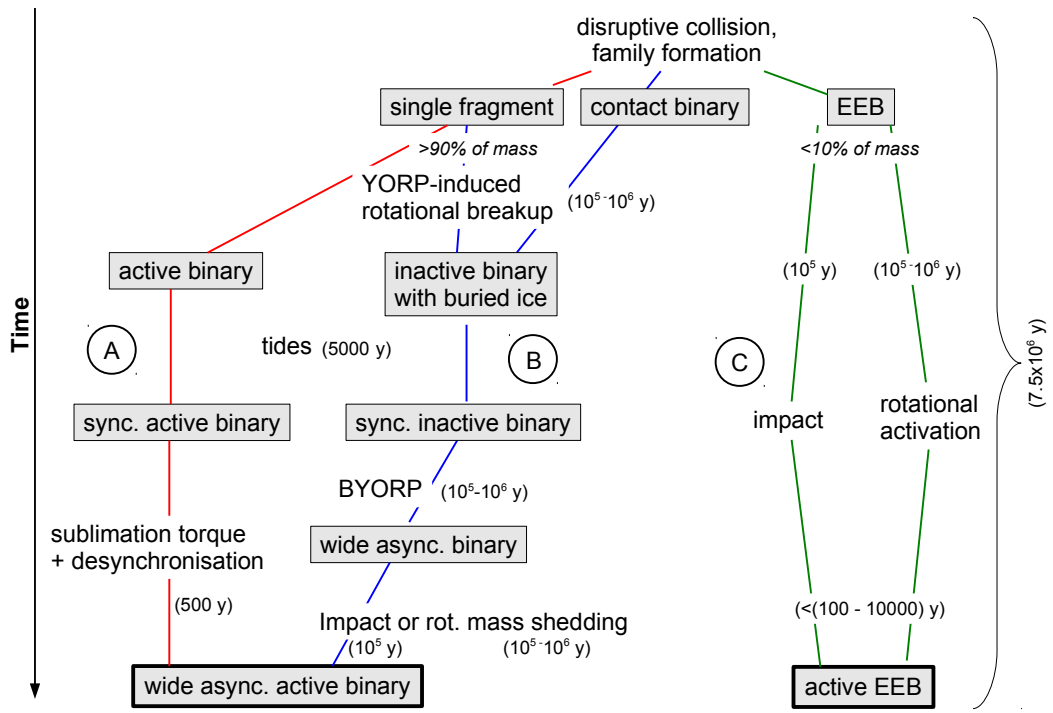 disruptive collision,
family formation
single fragment
contact binary
EEB
>90% of mass
<10% of mass
YORP-induced
rotational breakup
(10⁵-10⁶ y)
active binary
inactive binary
with buried ice
(10⁵ y)
(10⁵-10⁶ y)
Time
A
tides (5000 y)
B
C
(7.5x10⁶ y)
sync. active binary
sync. inactive binary
impact
rotational
activation
BYORP (10⁵-10⁶ y)
sublimation torque
+ desynchronisation
wide async. binary
(500 y)
Impact or rot. mass shedding
(10⁵ y)
(10⁵-10⁶ y)
(<(100 - 10000) y)
wide async. active binary
active EEB